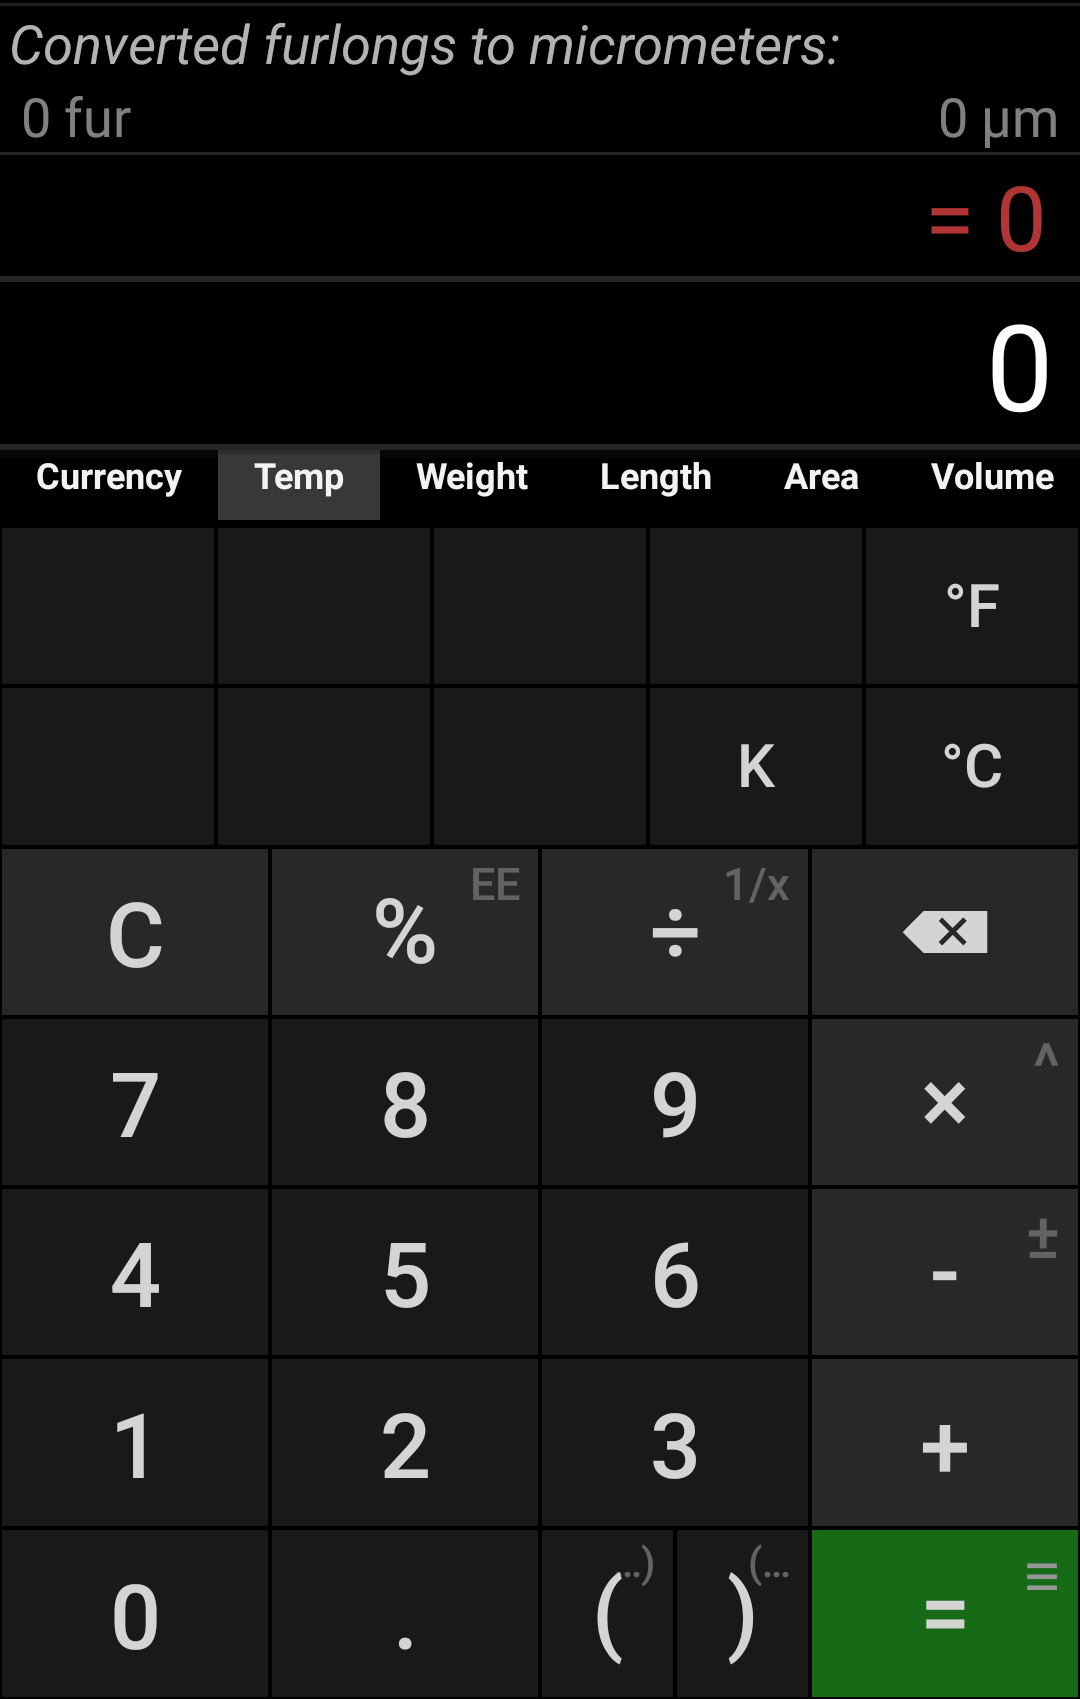 Converted furlongs to micrometers:
0 fur 0 µm
= 0
0
Currency Temp Weight Length Area Volume
°F
K °C
C % EE ÷ 1/x
7 8 9 × ^
4 5 6 - ±
1 2 3 +
0 . ( ..) ) (... = ≡